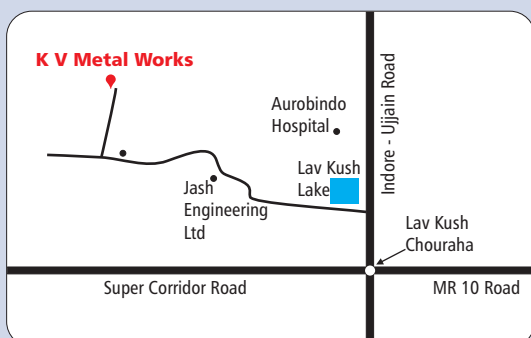 K V Metal Works
Aurobindo
Hospital
Indore - Ujjain Road
Lav Kush
Lake
Jash
Engineering
Ltd
Lav Kush
Chouraha
Super Corridor Road
MR 10 Road